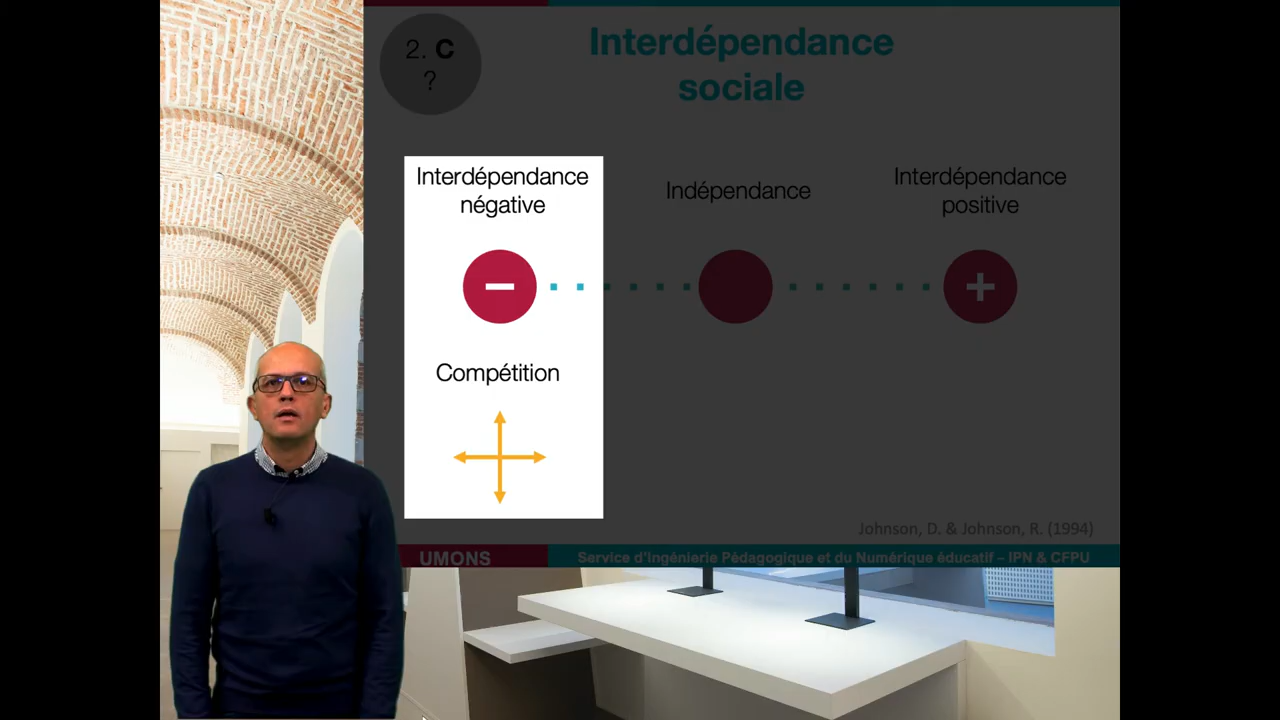 2. C
?
Interdépendance
sociale
Interdépendance
négative
Indépendance
Interdépendance
positive
Compétition
Johnson, D. & Johnson, R. (1994)
UMONS
Service d'Ingénierie Pédagogique et du Numérique éducatif – IPN & CFPU